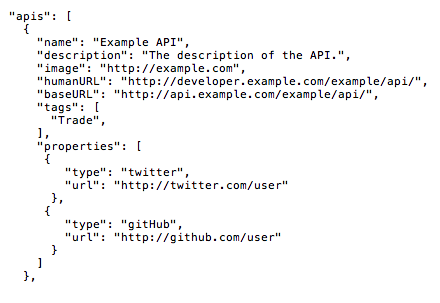 "apis": [
  {
    "name": "Example API",
    "description": "The description of the API.",
    "image": "http://example.com",
    "humanURL": "http://developer.example.com/example/api/",
    "baseURL": "http://api.example.com/example/api/",
    "tags": [
      "Trade",
    ],
    "properties": [
     {
        "type": "twitter",
        "url": "http://twitter.com/user"
      },
     {
        "type": "gitHub",
        "url": "http://github.com/user"
      }
    ]
  },